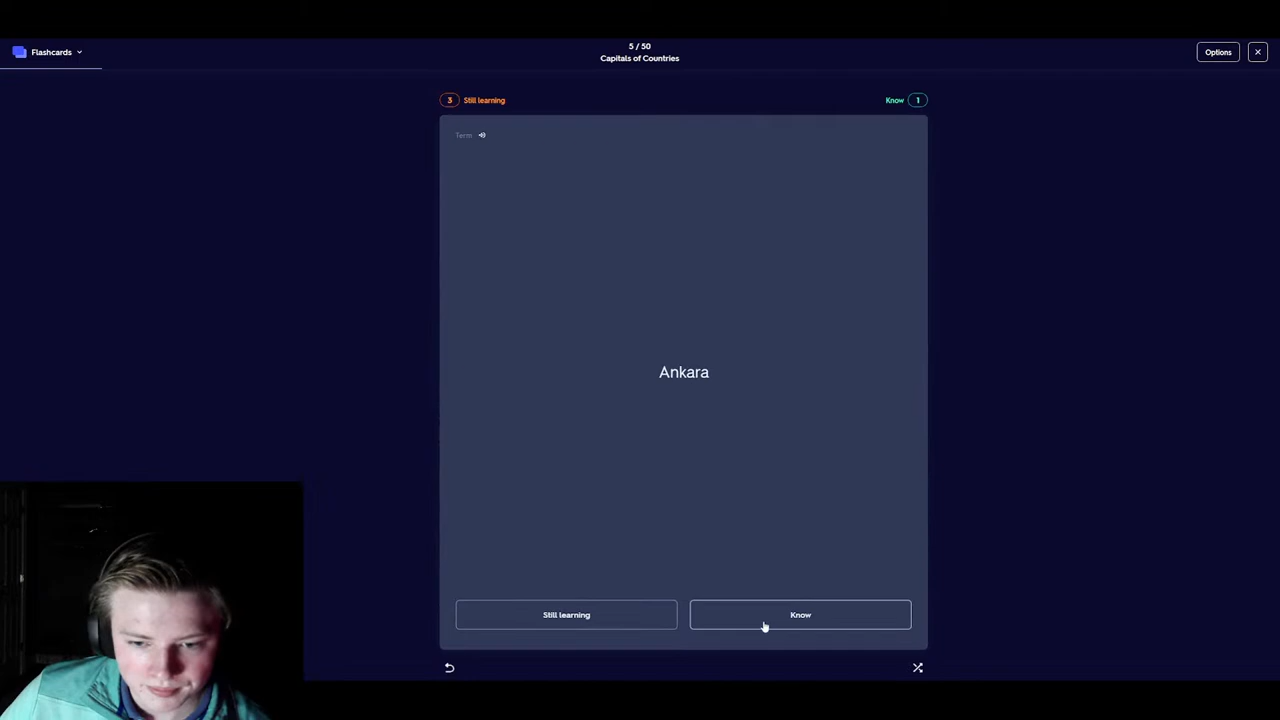 Flashcards
5 / 50
Capitals of Countries
Options
3 Still learning
Know 1
Term
Ankara
Still learning
Know